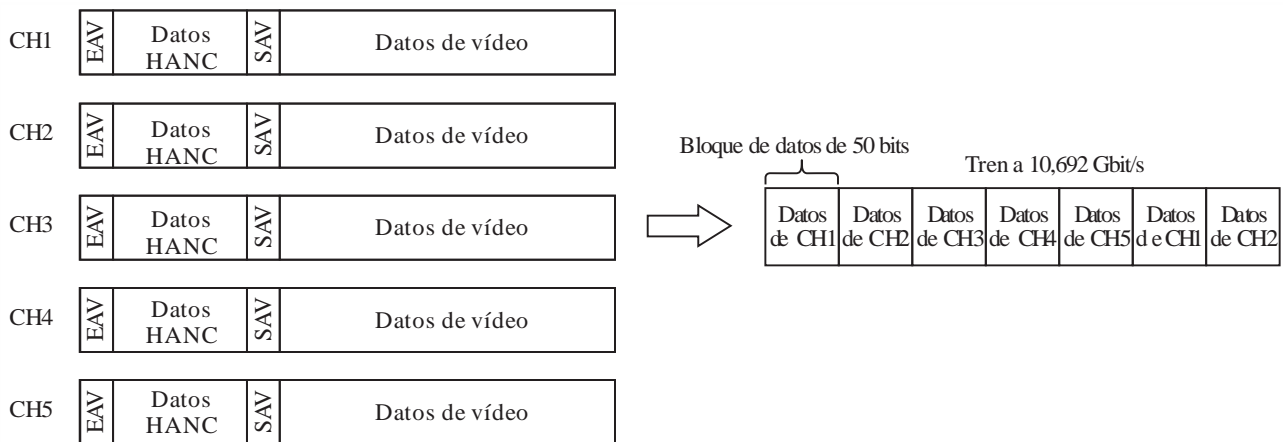 CH1
EAV
Datos
HANC
SAV
Datos de vídeo
CH2
EAV
Datos
HANC
SAV
Datos de vídeo
CH3
EAV
Datos
HANC
SAV
Datos de vídeo
CH4
EAV
Datos
HANC
SAV
Datos de vídeo
CH5
EAV
Datos
HANC
SAV
Datos de vídeo
Bloque de datos de 50 bits
Tren a 10,692 Gbit/s
Datos
de CH1
Datos
de CH2
Datos
de CH3
Datos
de CH4
Datos
de CH5
Datos
d e CH1
Datos
de CH2